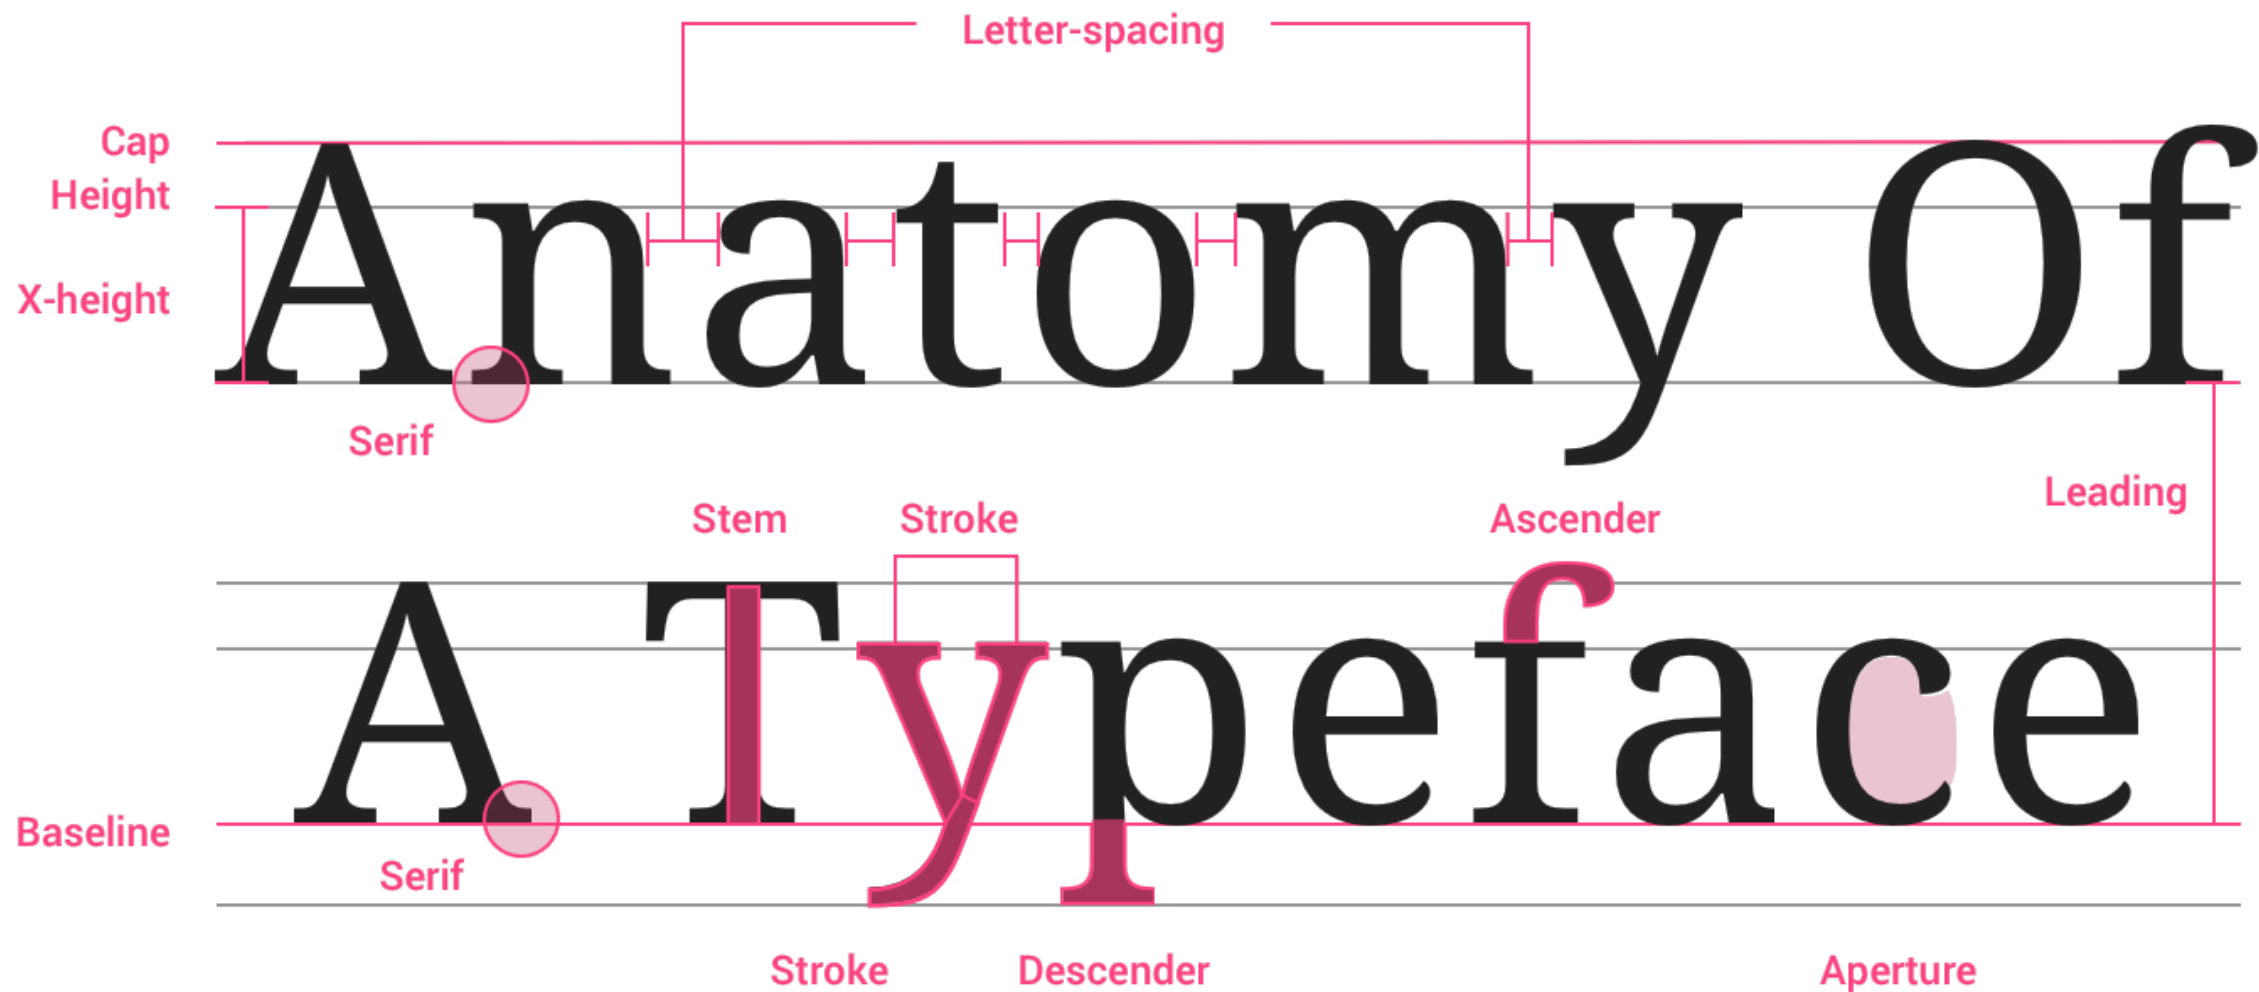 Letter-spacing
Cap
Height
X-height
Anatomy Of
Serif
Leading
Stem Stroke Ascender
A Typeface
Baseline
Serif
Stroke Descender Aperture